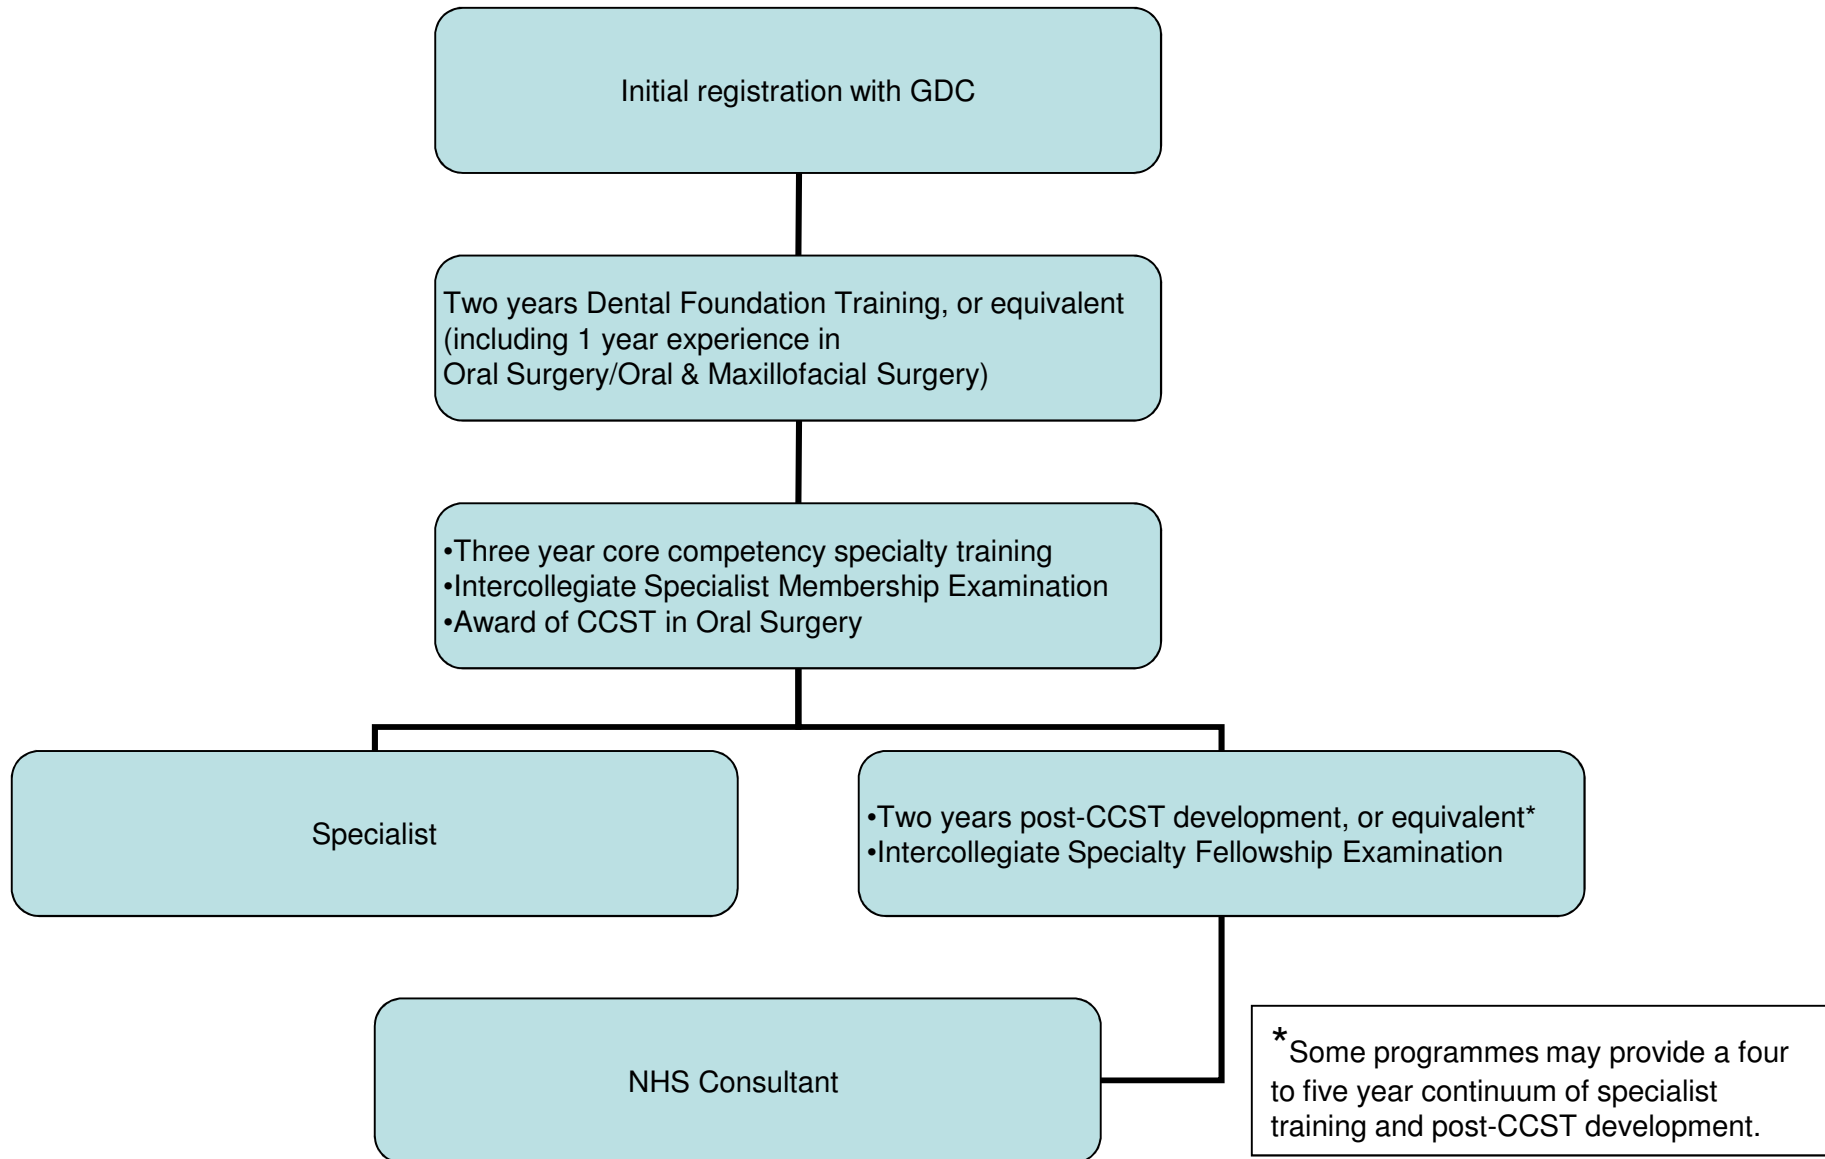 Initial registration with GDC
Two years Dental Foundation Training, or equivalent
(including 1 year experience in
Oral Surgery/Oral & Maxillofacial Surgery)
•Three year core competency specialty training
•Intercollegiate Specialist Membership Examination
•Award of CCST in Oral Surgery
Specialist
•Two years post-CCST development, or equivalent*
•Intercollegiate Specialty Fellowship Examination
NHS Consultant
*Some programmes may provide a four
to five year continuum of specialist
training and post-CCST development.